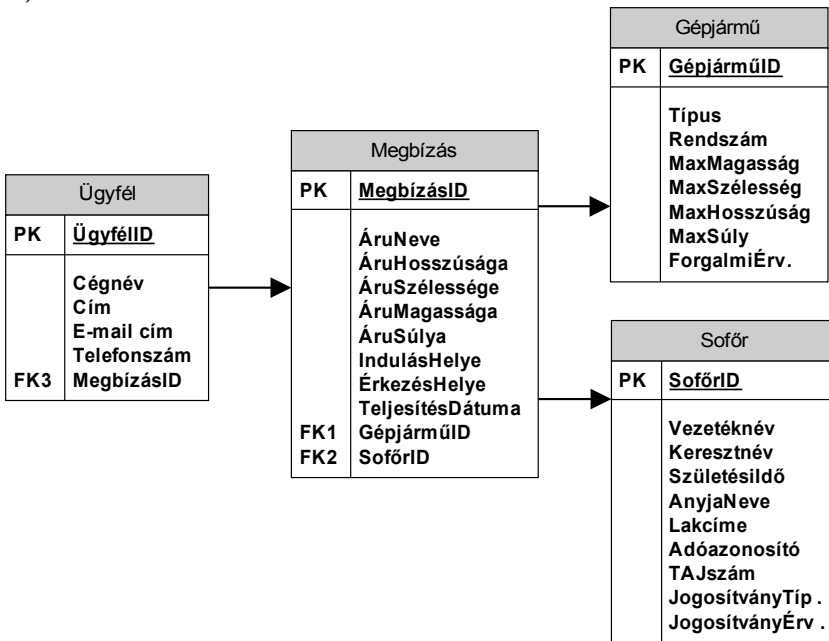 Ügyfél
PK ÜgyfélID
Cégnév
Cím
E-mail cím
Telefonszám
FK3 MegbízásID
Megbízás
PK MegbízásID
ÁruNeve
ÁruHosszúsága
ÁruSzélessége
ÁruMagassága
ÁruSúlya
IndulásHelye
ÉrkezésHelye
TeljesítésDátuma
FK1 GépjárműID
FK2 SofőrID
Gépjármű
PK GépjárműID
Típus
Rendszám
MaxMagasság
MaxSzélesség
MaxHosszúság
MaxSúly
ForgalmiÉrv.
Sofőr
PK SofőrID
Vezetéknév
Keresztnév
SzületésiIdő
AnyjaNeve
Lakcíme
Adóazonosító
TAJszám
JogosítványTíp .
JogosítványÉrv .